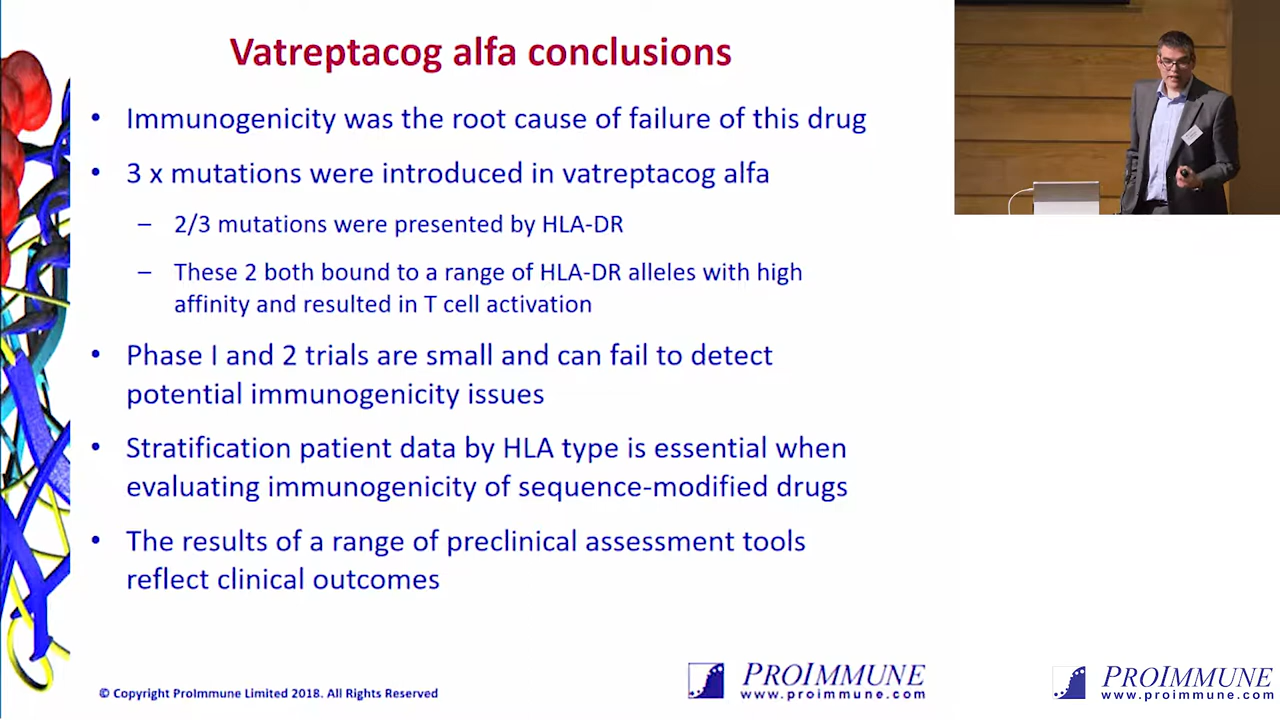 Vatreptacog alfa conclusions
• Immunogenicity was the root cause of failure of this drug
• 3 x mutations were introduced in vatreptacog alfa
– 2/3 mutations were presented by HLA-DR
– These 2 both bound to a range of HLA-DR alleles with high
affinity and resulted in T cell activation
• Phase I and 2 trials are small and can fail to detect
potential immunogenicity issues
• Stratification patient data by HLA type is essential when
evaluating immunogenicity of sequence-modified drugs
• The results of a range of preclinical assessment tools
reflect clinical outcomes
© Copyright ProImmune Limited 2018. All Rights Reserved
PROIMMUNE
www.proimmune.com
PROIMMUNE
www.proimmune.com